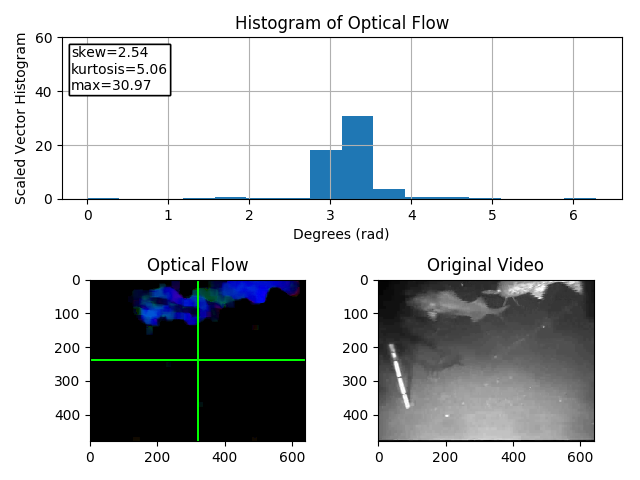 Histogram of Optical Flow
Scaled Vector Histogram
60
40
20
0
skew=2.54
kurtosis=5.06
max=30.97
0 1 2 3 4 5 6
Degrees (rad)
Optical Flow
0
100
200
300
400
0 200 400 600
Original Video
0
100
200
300
400
0 200 400 600